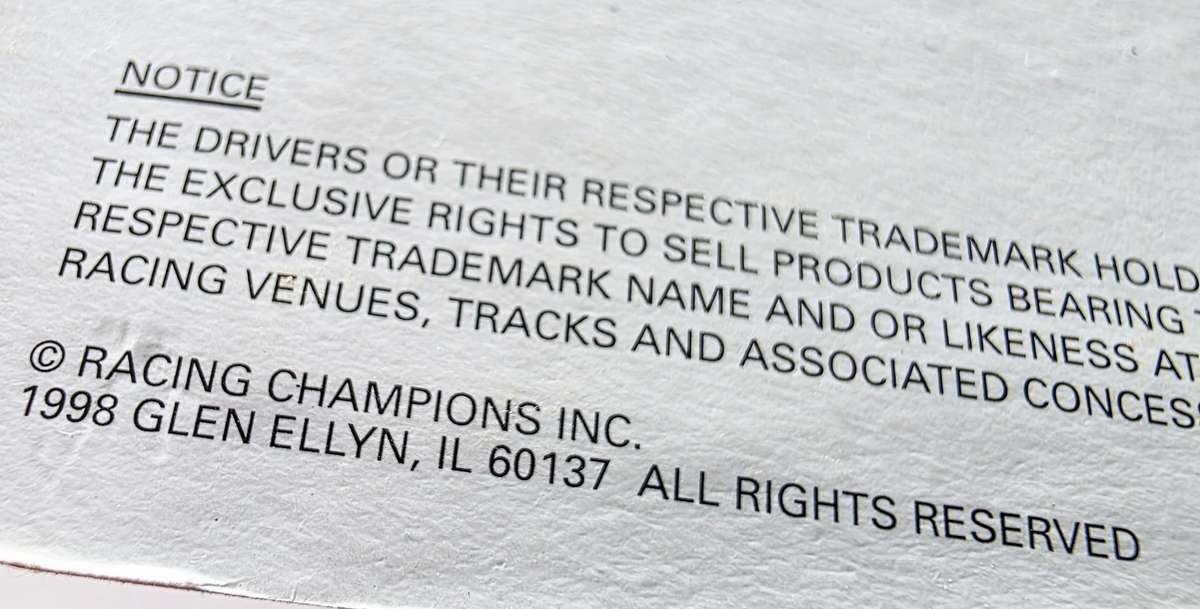 NOTICE
THE DRIVERS OR THEIR RESPECTIVE TRADEMARK HOLD
THE EXCLUSIVE RIGHTS TO SELL PRODUCTS BEARING
RESPECTIVE TRADEMARK NAME AND OR LIKENESS AT
RACING VENUES, TRACKS AND ASSOCIATED CONCESS
© RACING CHAMPIONS INC.
1998 GLEN ELLYN, IL 60137 ALL RIGHTS RESERVED